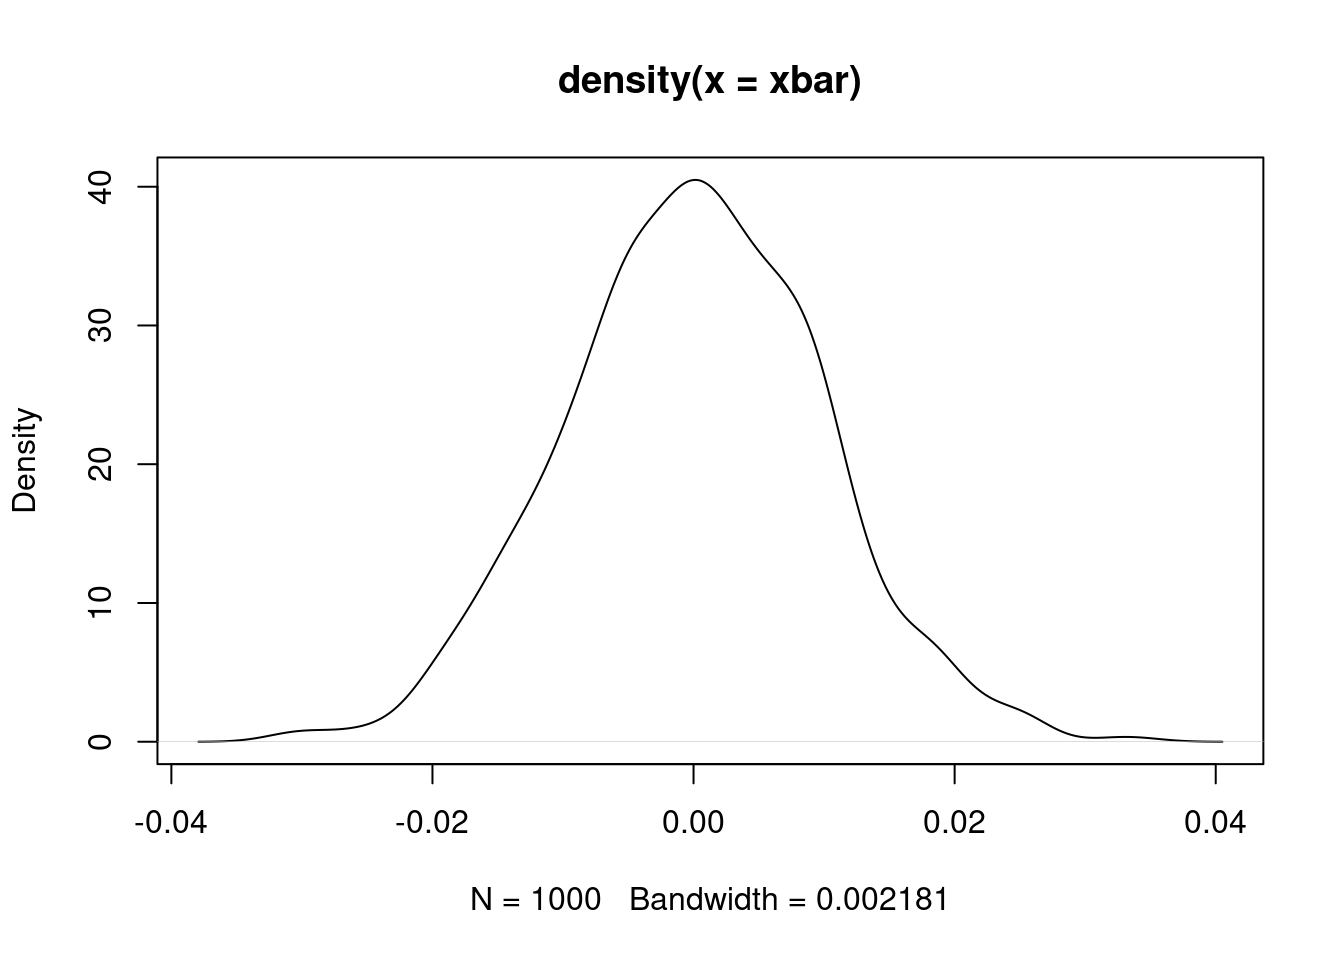 density(x = xbar)
Density
40
30
20
10
0
-0.04 -0.02 0.00 0.02 0.04
N = 1000 Bandwidth = 0.002181